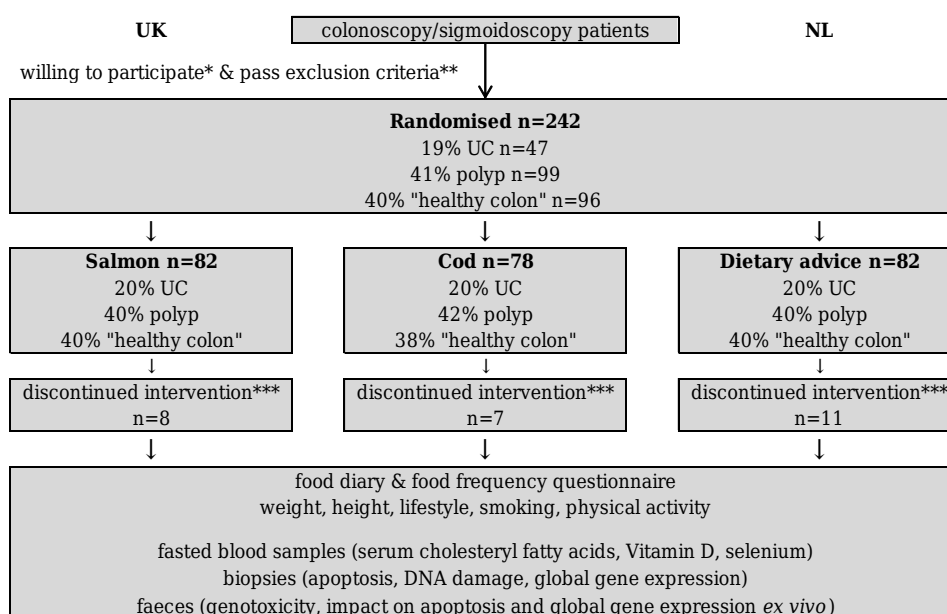 UK
colonoscopy/sigmoidoscopy patients
NL
willing to participate* & pass exclusion criteria**
Randomised n=242
19% UC n=47
41% polyp n=99
40% "healthy colon" n=96
↓ ↓ ↓
Salmon n=82
20% UC
40% polyp
40% "healthy colon"
Cod n=78
20% UC
42% polyp
38% "healthy colon"
Dietary advice n=82
20% UC
40% polyp
40% "healthy colon"
↓ ↓ ↓
discontinued intervention***
n=8
discontinued intervention***
n=7
discontinued intervention***
n=11
↓ ↓ ↓
food diary & food frequency questionnaire
weight, height, lifestyle, smoking, physical activity
fasted blood samples (serum cholesteryl fatty acids, Vitamin D, selenium)
biopsies (apoptosis, DNA damage, global gene expression)
faeces (genotoxicity, impact on apoptosis and global gene expression ex vivo)